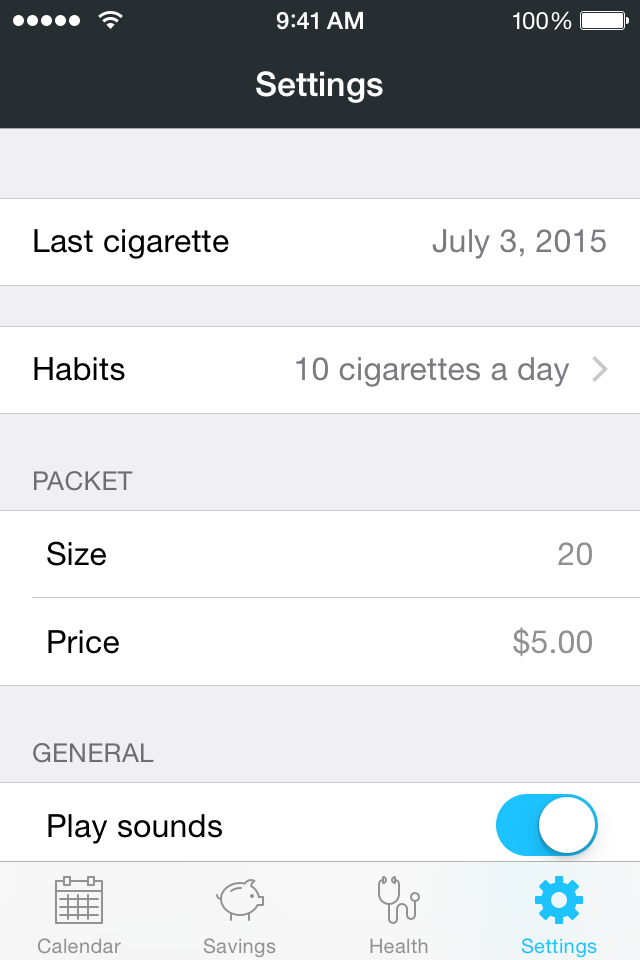 9:41 AM 100%
Settings
Last cigarette July 3, 2015
Habits 10 cigarettes a day
PACKET
Size 20
Price $5.00
GENERAL
Play sounds
Calendar Savings Health Settings